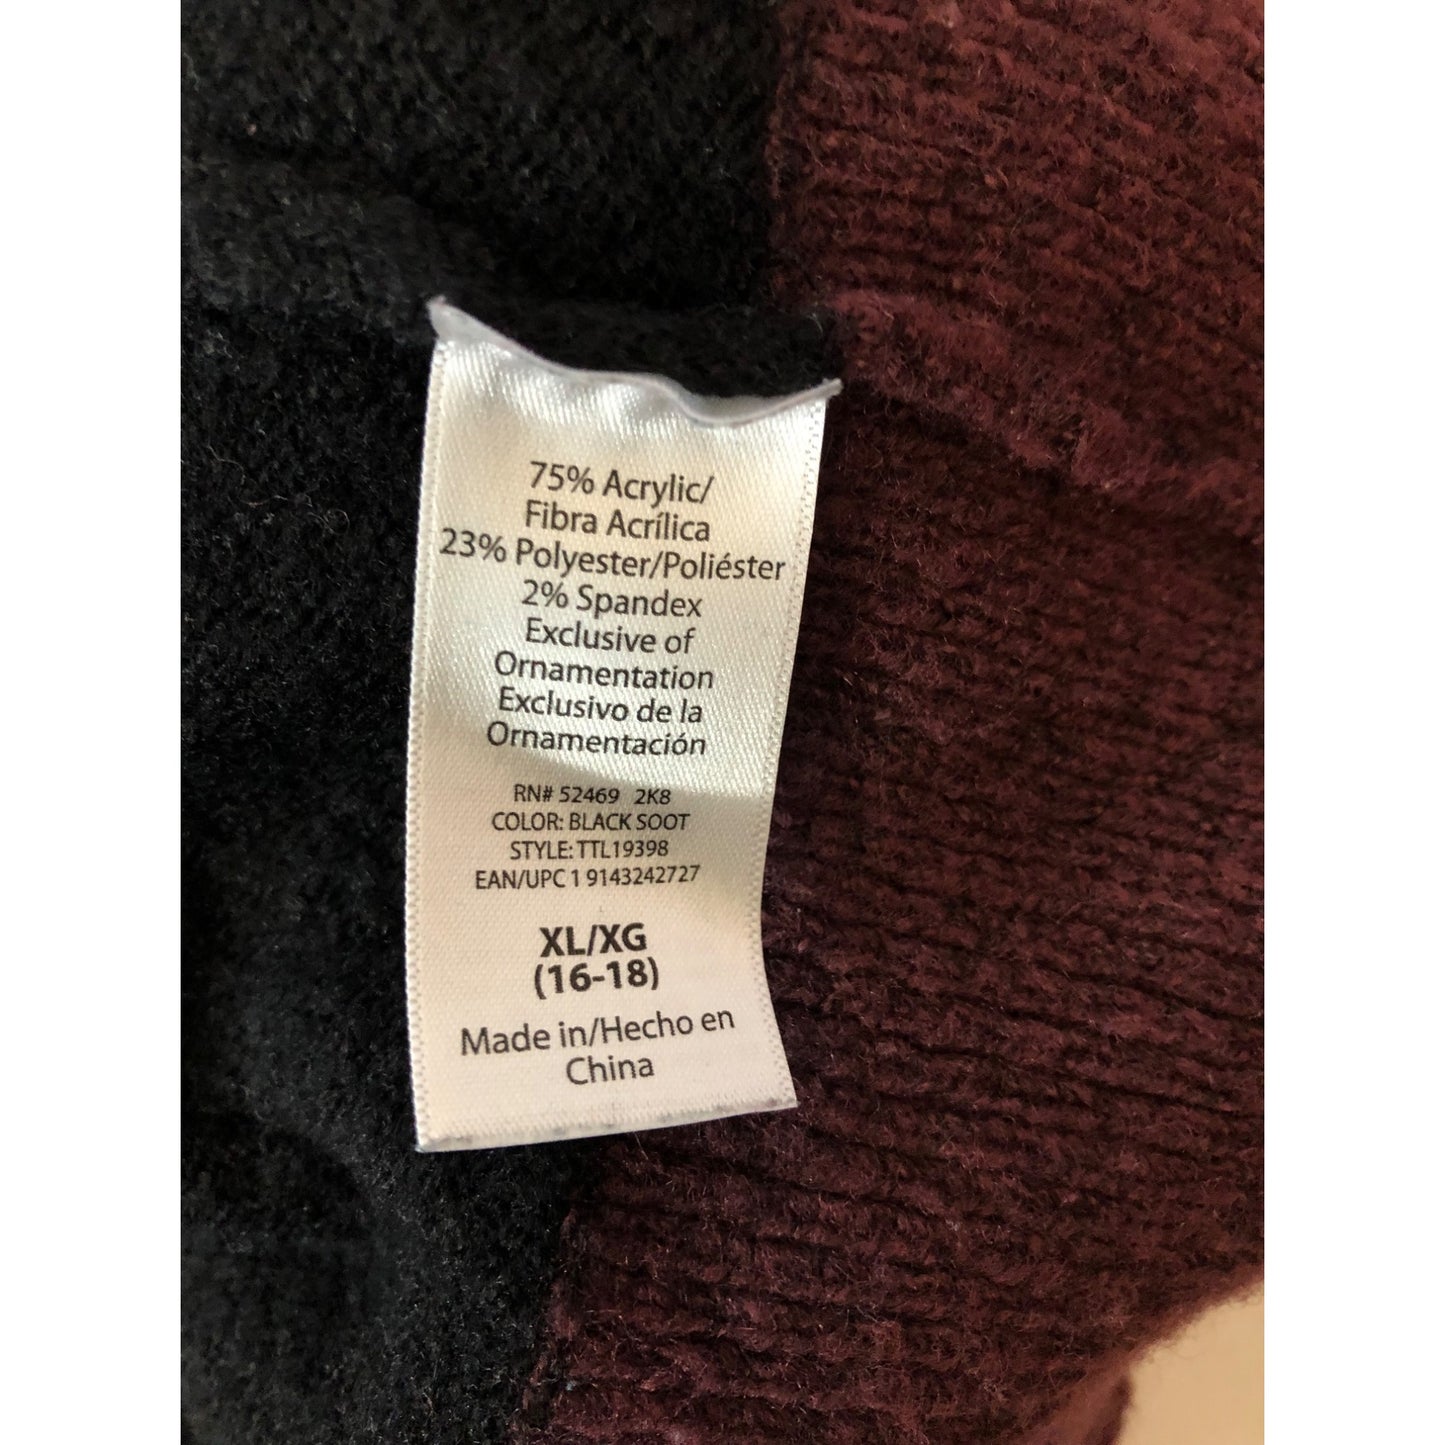 75% Acrylic/
Fibra Acrílica
23% Polyester/Poliéster
2% Spandex
Exclusive of
Ornamentation
Exclusivo de la
Ornamentación
RN# 52469 2K8
COLOR: BLACK SOOT
STYLE: TTL19398
EAN/UPC 1 9143242727
XL/XG
(16-18)
Made in/Hecho en
China